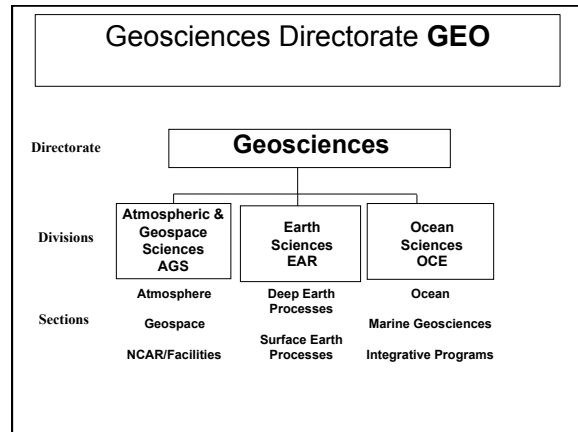 Geosciences Directorate GEO
Directorate
Geosciences
Divisions
Atmospheric &
Geospace
Sciences
AGS
Earth
Sciences
EAR
Ocean
Sciences
OCE
Sections
Atmosphere
Geospace
NCAR/Facilities
Deep Earth
Processes
Surface Earth
Processes
Ocean
Marine Geosciences
Integrative Programs